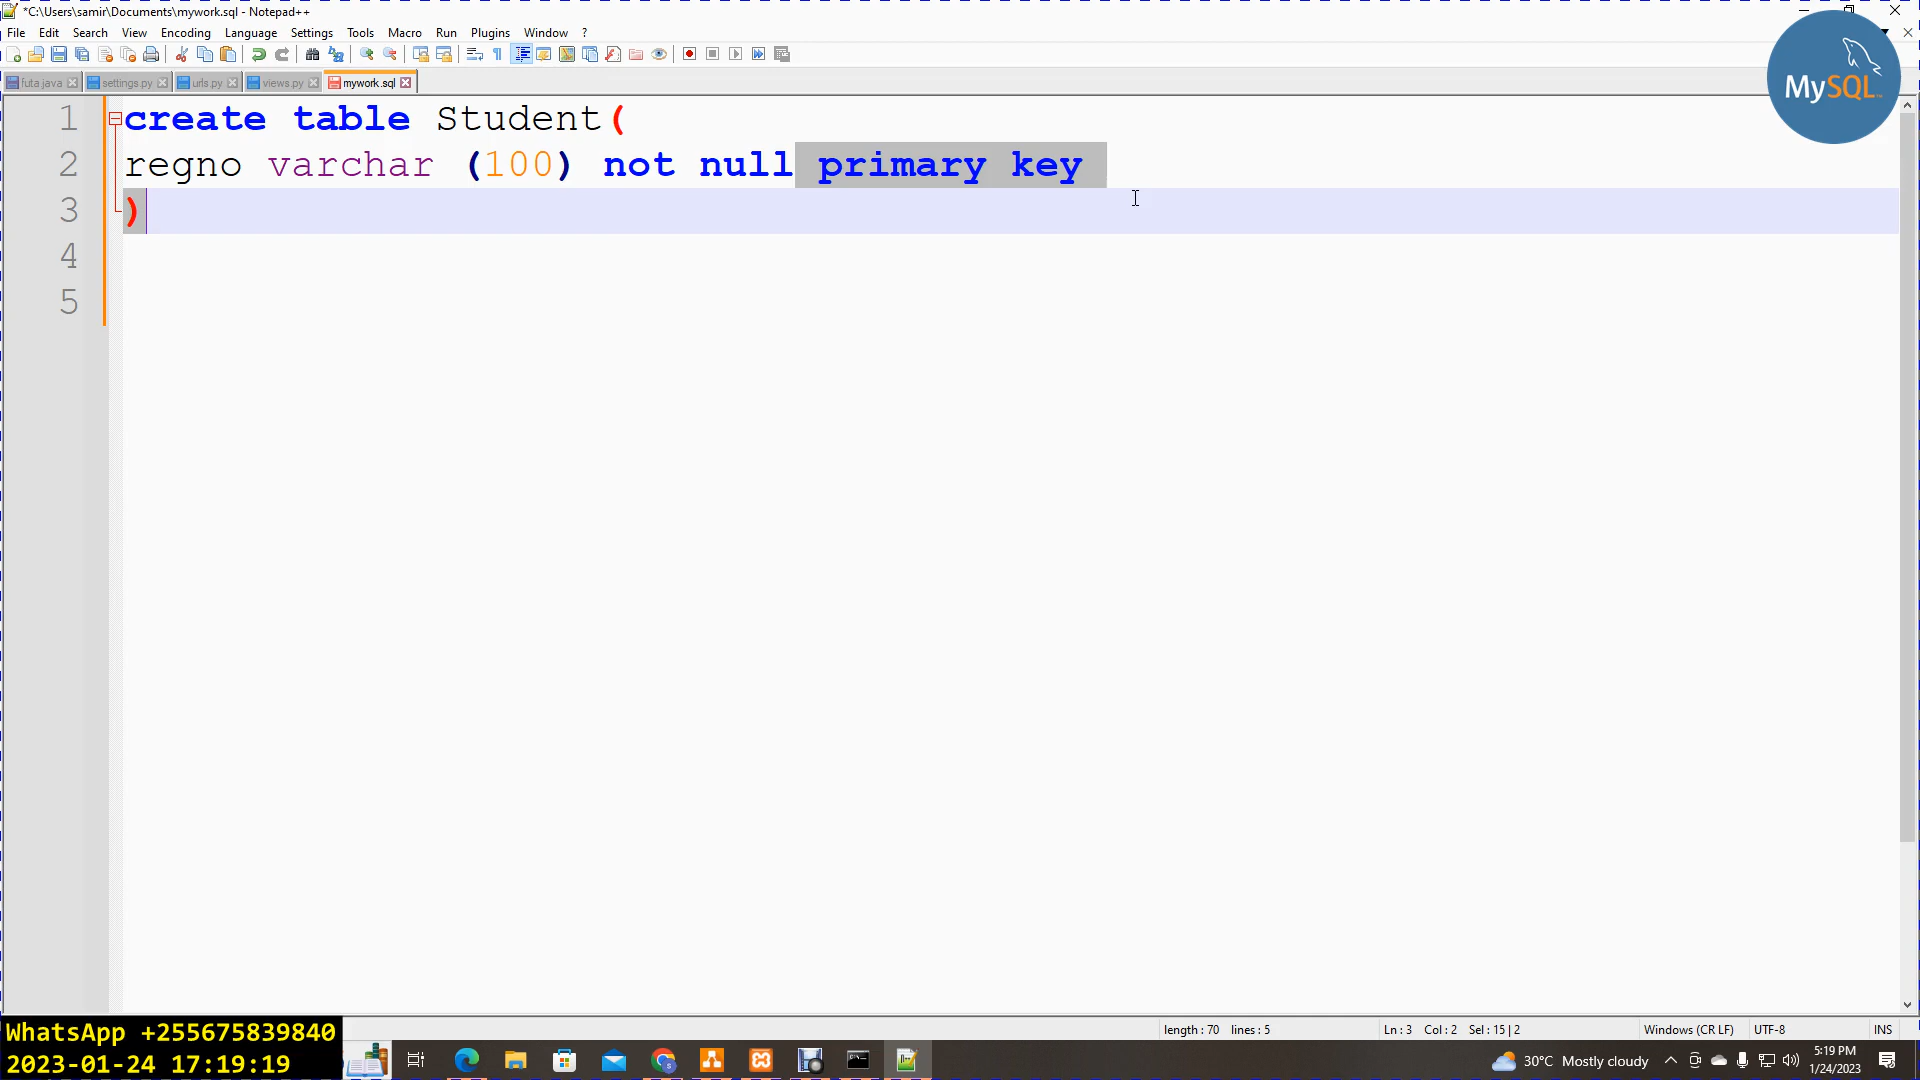 *C:\Users\samir\Documents\mywork.sql - Notepad++
File Edit Search View Encoding Language Settings Tools Macro Run Plugins Window ?
futa.java settings.py urls.py views.py mywork.sql
MySQL
1 create table Student(
2 regno varchar (100) not null primary key
3 )
4
5
length : 70 lines : 5 Ln : 3 Col : 2 Sel : 15 | 2 Windows (CR LF) UTF-8 INS
WhatsApp +255675839840
2023-01-24 17:19:19
30°C Mostly cloudy
5:19 PM
1/24/2023